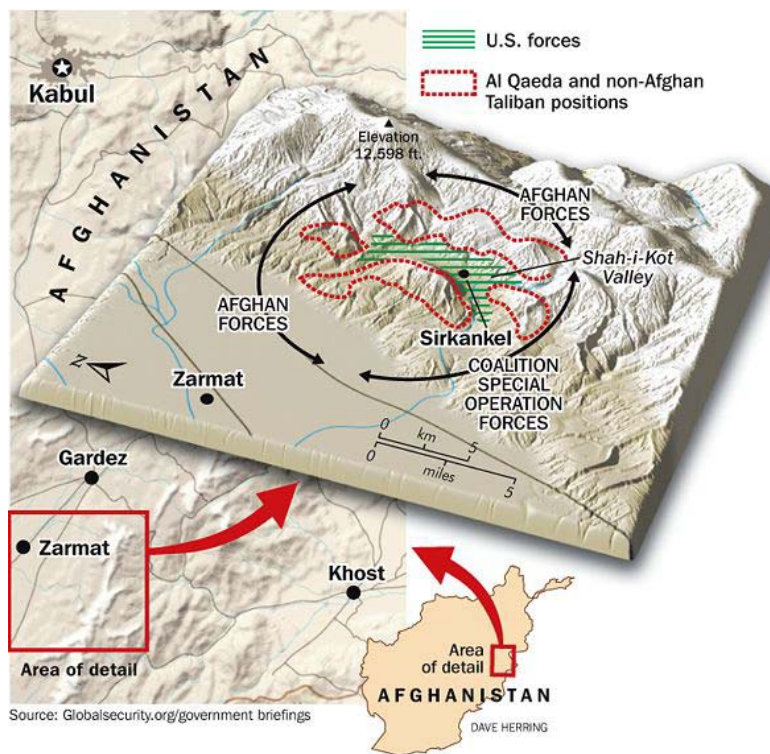 U.S. forces
Al Qaeda and non-Afghan
Taliban positions
Kabul
AFGHANISTAN
Elevation
12,598 ft.
AFGHAN
FORCES
Shah-i-Kot
Valley
AFGHAN
FORCES
Sirkankel
COALITION
SPECIAL
OPERATION
FORCES
N
Zarmat
0
km
5
0
miles
5
Gardez
Zarmat
Khost
Area of detail
Area
of detail
AFGHANISTAN
Source: Globalsecurity.org/government briefings
DAVE HERRING